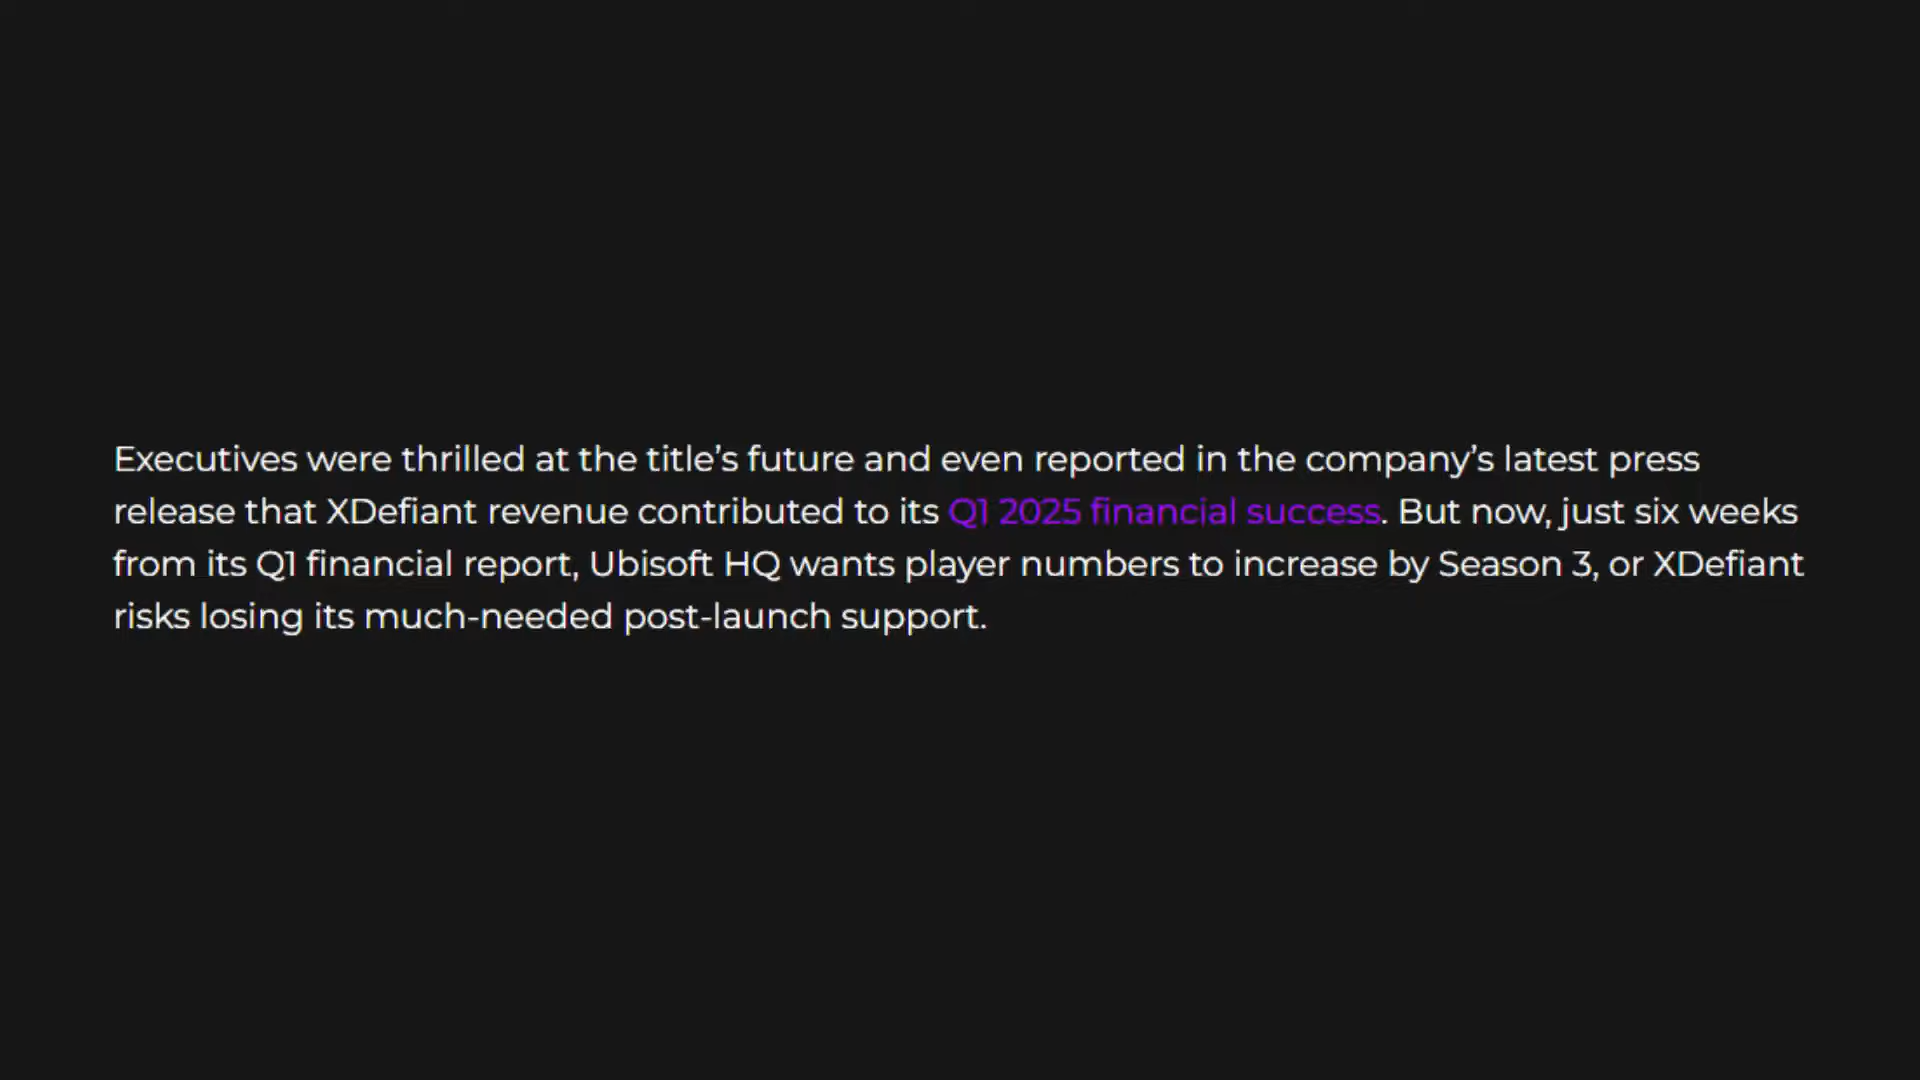 Executives were thrilled at the title’s future and even reported in the company’s latest press
release that XDefiant revenue contributed to its Q1 2025 financial success. But now, just six weeks
from its Q1 financial report, Ubisoft HQ wants player numbers to increase by Season 3, or XDefiant
risks losing its much-needed post-launch support.